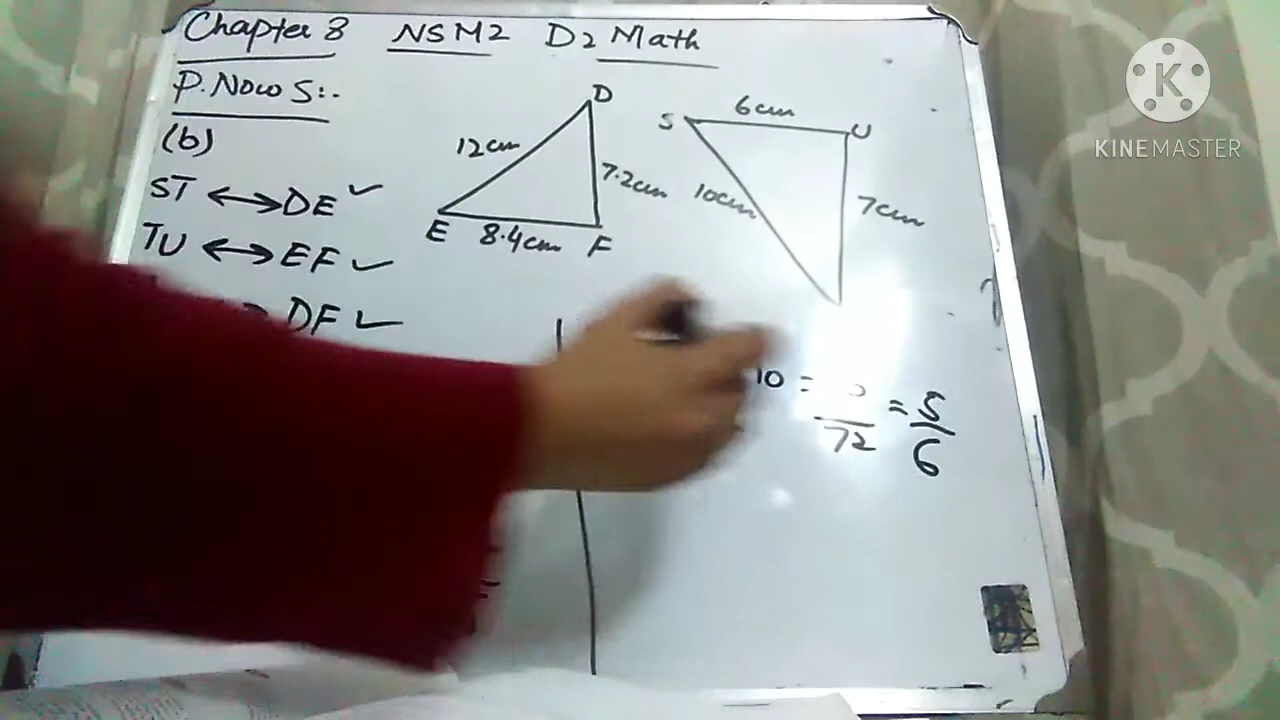 Chapter 8 NSM2 D2 Math
P. Now 5:-
(b)
ST ↔ DE ✓
TU ↔ EF ✓
DF ✓
D
12cm
7.2cm
E 8.4cm F
6cm
S U
10cm
7cm
10 =
72
= 5/6
K
KINEMASTER